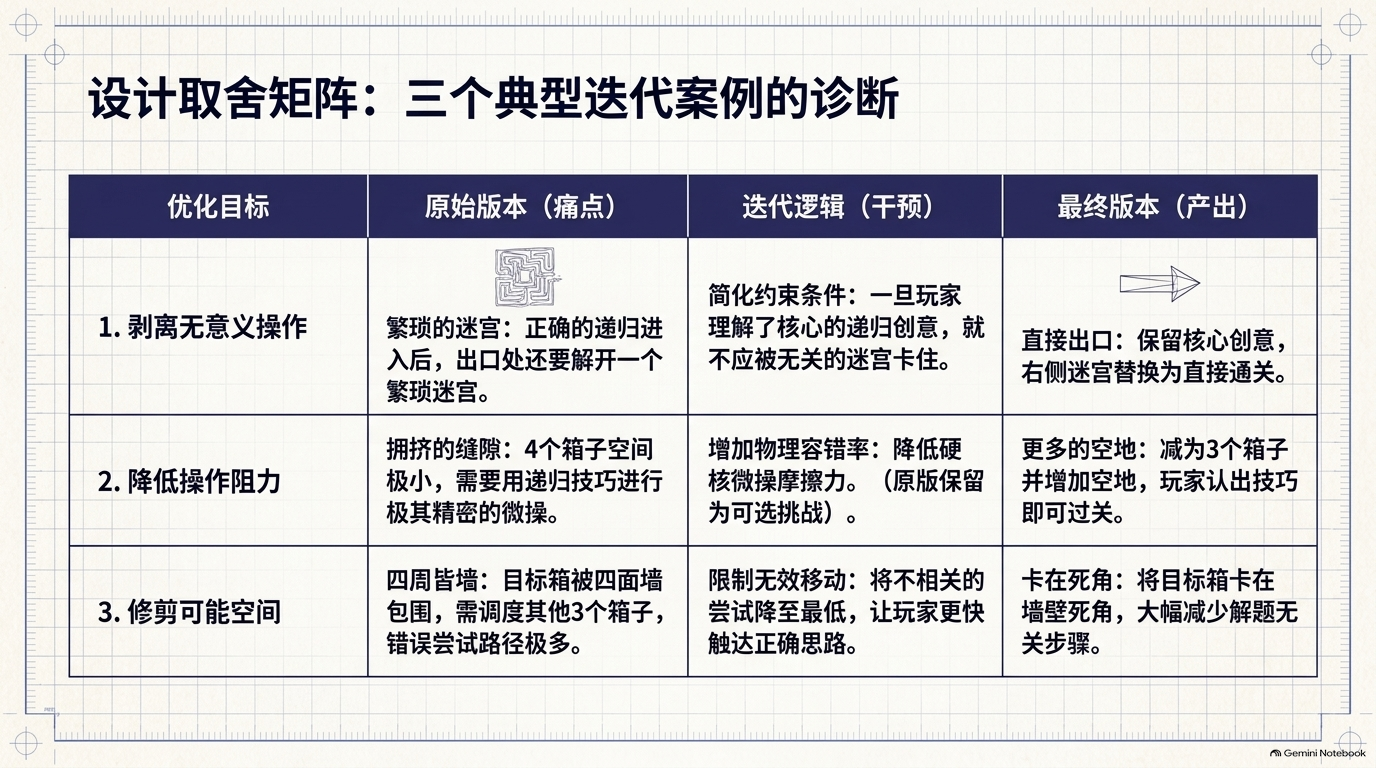 设计取舍矩阵：三个典型迭代案例的诊断
优化目标
原始版本（痛点）
迭代逻辑（干预）
最终版本（产出）
1. 剥离无意义操作
繁琐的迷宫：正确的递归进
入后，出口处还要解开一个
繁琐迷宫。
简化约束条件：一旦玩家
理解了核心的递归创意，就
不应被无关的迷宫卡住。
直接出口：保留核心创意，
右侧迷宫替换为直接通关。
2. 降低操作阻力
拥挤的缝隙：4个箱子空间
极小，需要用递归技巧进行
极其精密的微操。
增加物理容错率：降低硬
核微操摩擦力。（原版保留
为可选挑战）。
更多的空地：减为3个箱子
并增加空地，玩家认出技巧
即可过关。
3. 修剪可能空间
四周皆墙：目标箱被四面墙
包围，需调度其他3个箱子，
错误尝试路径极多。
限制无效移动：将不相关的
尝试降至最低，让玩家更快
触达正确思路。
卡在死角：将目标箱卡在
墙壁死角，大幅减少解题无
关步骤。
Gemini Notebook